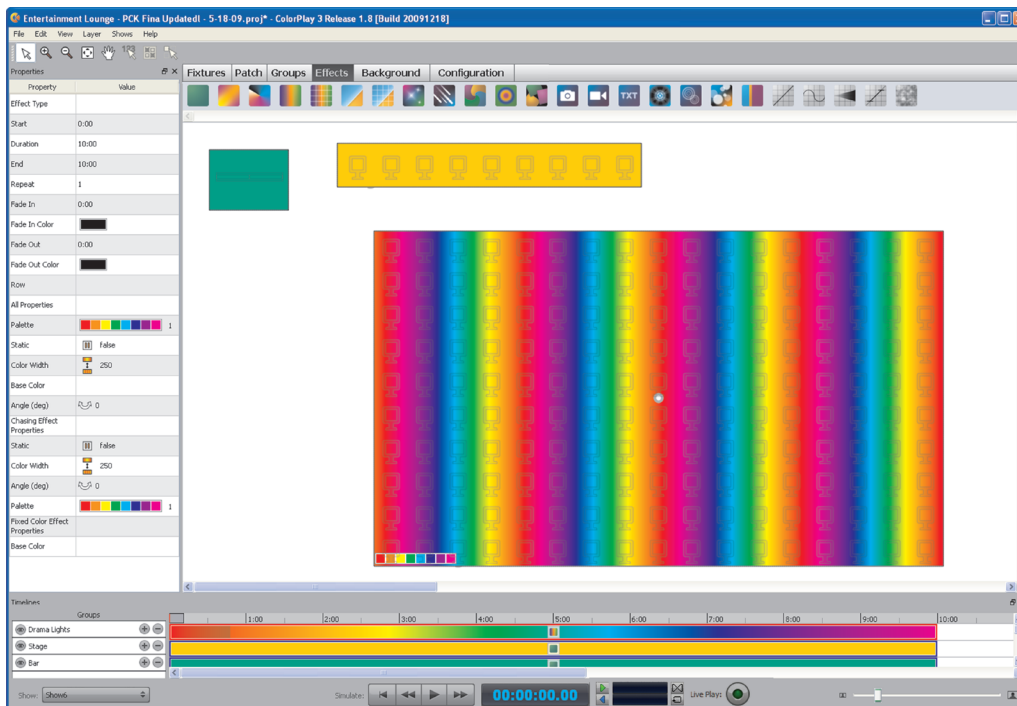 Entertainment Lounge - PCK Fina Updatedl - 5-18-09.proj* - ColorPlay 3 Release 1.8 [Build 20091218]
File Edit View Layer Shows Help
123
Properties
Fixtures Patch Groups Effects Background Configuration
Property Value
TXT
Effect Type
Start 0:00
Duration 10:00
End 10:00
Repeat 1
Fade In 0:00
Fade In Color
Fade Out 0:00
Fade Out Color
Row
All Properties
Palette 1
Static false
Color Width 250
Base Color
Angle (deg) 0
Chasing Effect
Properties
Static false
Color Width 250
Angle (deg) 0
Palette 1
Fixed Color Effect
Properties
Base Color
Timelines
Groups
1:00 2:00 3:00 4:00 5:00 6:00 7:00 8:00 9:00 10:00
Drama Lights
Stage
Bar
Show: Show6 Simulate: 00:00:00.00 Live Play: